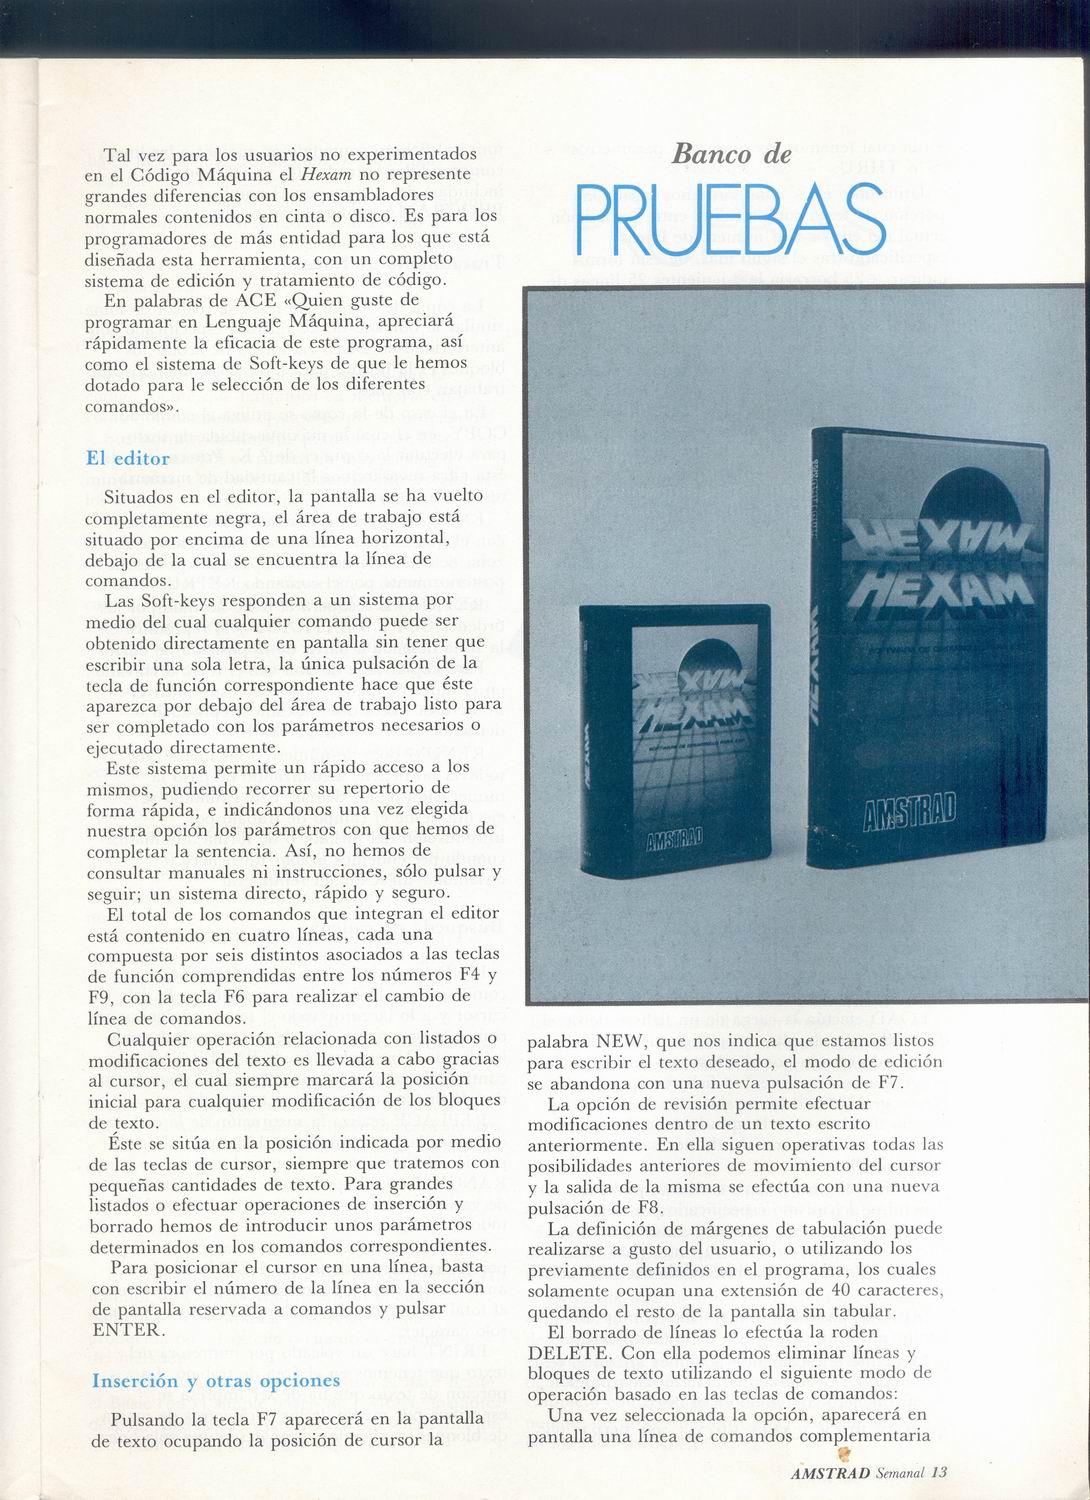 Tal vez para los usuarios no experimentados
en el Código Máquina el Hexam no represente
grandes diferencias con los ensambladores
normales contenidos en cinta o disco. Es para los
programadores de más entidad para los que está
diseñada esta herramienta, con un completo
sistema de edición y tratamiento de código.
En palabras de ACE «Quien guste de
programar en Lenguaje Máquina, apreciará
rápidamente la eficacia de este programa, así
como el sistema de Soft-keys de que le hemos
dotado para le selección de los diferentes
comandos».
El editor
Situados en el editor, la pantalla se ha vuelto
completamente negra, el área de trabajo está
situado por encima de una línea horizontal,
debajo de la cual se encuentra la línea de
comandos.
Las Soft-keys responden a un sistema por
medio del cual cualquier comando puede ser
obtenido directamente en pantalla sin tener que
escribir una sola letra, la única pulsación de la
tecla de función correspondiente hace que éste
aparezca por debajo del área de trabajo listo para
ser completado con los parámetros necesarios o
ejecutado directamente.
Este sistema permite un rápido acceso a los
mismos, pudiendo recorrer su repertorio de
forma rápida, e indicándonos una vez elegida
nuestra opción los parámetros con que hemos de
completar la sentencia. Así, no hemos de
consultar manuales ni instrucciones, sólo pulsar y
seguir; un sistema directo, rápido y seguro.
El total de los comandos que integran el editor
está contenido en cuatro líneas, cada una
compuesta por seis distintos asociados a las teclas
de función comprendidas entre los números F4 y
F9, con la tecla F6 para realizar el cambio de
línea de comandos.
Cualquier operación relacionada con listados o
modificaciones del texto es llevada a cabo gracias
al cursor, el cual siempre marcará la posición
inicial para cualquier modificación de los bloques
de texto.
Éste se sitúa en la posición indicada por medio
de las teclas de cursor, siempre que tratemos con
pequeñas cantidades de texto. Para grandes
listados o efectuar operaciones de inserción y
borrado hemos de introducir unos parámetros
determinados en los comandos correspondientes.
Para posicionar el cursor en una línea, basta
con escribir el número de la línea en la sección
de pantalla reservada a comandos y pulsar
ENTER.
Inserción y otras opciones
Pulsando la tecla F7 aparecerá en la pantalla
de texto ocupando la posición de cursor la
Banco de
PRUEBAS
HEXAM
HEXAM
HEXAM
AMSTRAD
HEXAM
HEXAM
HEXAM
SOFTWARE DE DESARROLLO PARA
AMSTRAD
palabra NEW, que nos indica que estamos listos
para escribir el texto deseado, el modo de edición
se abandona con una nueva pulsación de F7.
La opción de revisión permite efectuar
modificaciones dentro de un texto escrito
anteriormente. En ella siguen operativas todas las
posibilidades anteriores de movimiento del cursor
y la salida de la misma se efectúa con una nueva
pulsación de F8.
La definición de márgenes de tabulación puede
realizarse a gusto del usuario, o utilizando los
previamente definidos en el programa, los cuales
solamente ocupan una extensión de 40 caracteres,
quedando el resto de la pantalla sin tabular.
El borrado de líneas lo efectúa la roden
DELETE. Con ella podemos eliminar líneas y
bloques de texto utilizando el siguiente modo de
operación basado en las teclas de comandos:
Una vez seleccionada la opción, aparecerá en
pantalla una línea de comandos complementaria
AMSTRAD Semanal 13